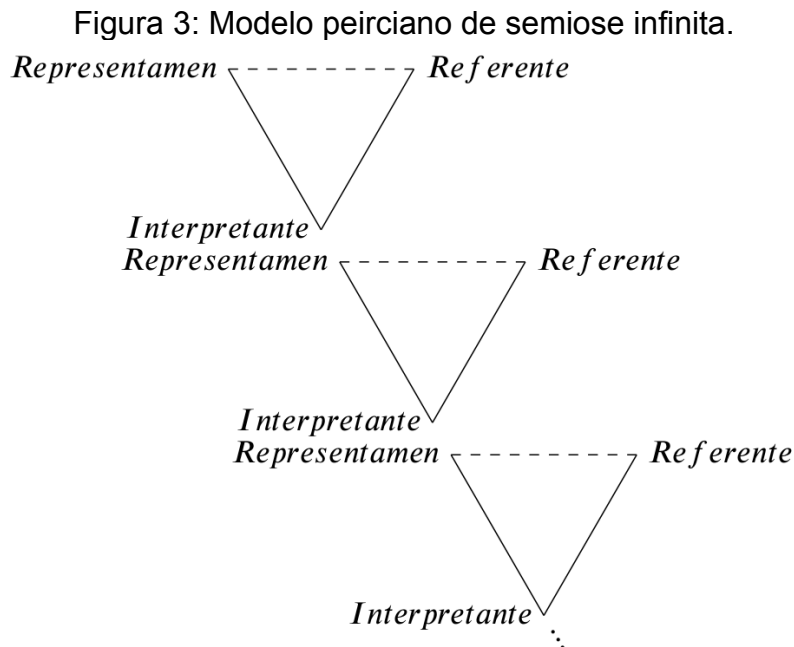 Figura 3: Modelo peirciano de semiose infinita.
Representamen Referente
Interpretante
Representamen Referente
Interpretante
Representamen Referente
Interpretante